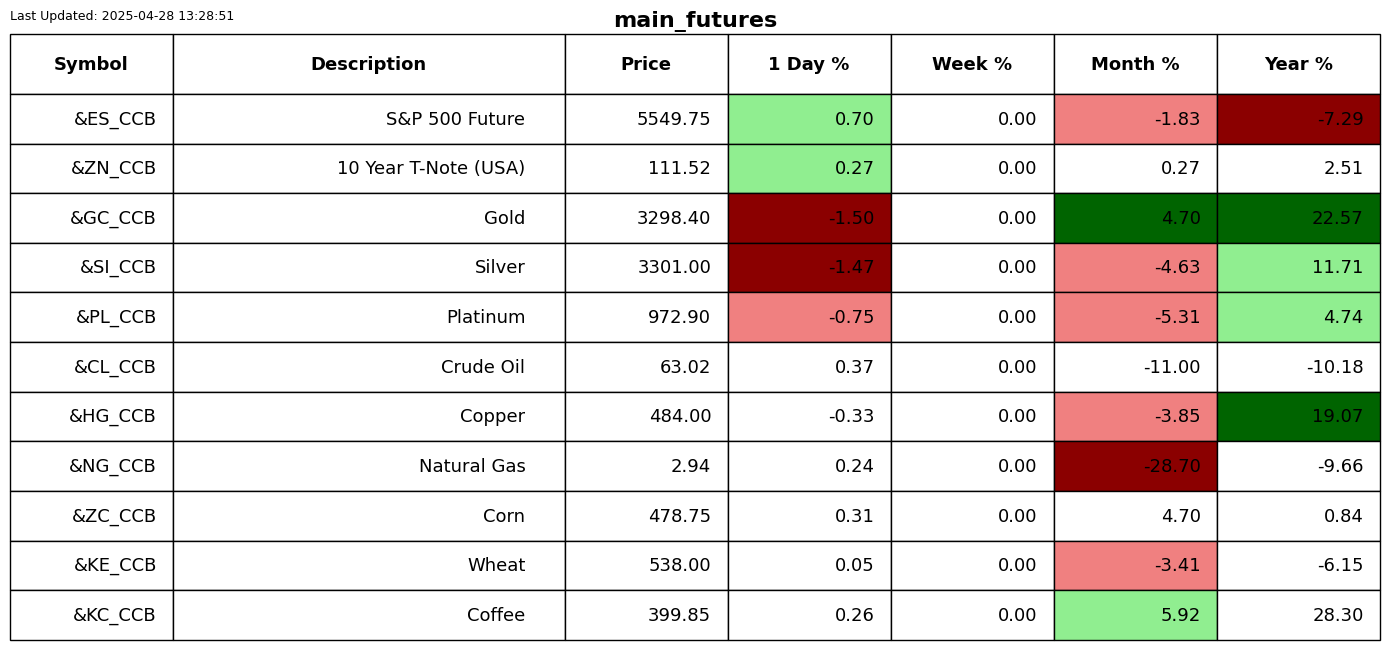 Last Updated: 2025-04-28 13:28:51
main_futures
Symbol Description Price 1 Day % Week % Month % Year %
&ES_CCB S&P 500 Future 5549.75 0.70 0.00 -1.83 -7.29
&ZN_CCB 10 Year T-Note (USA) 111.52 0.27 0.00 0.27 2.51
&GC_CCB Gold 3298.40 -1.50 0.00 4.70 22.57
&SI_CCB Silver 3301.00 -1.47 0.00 -4.63 11.71
&PL_CCB Platinum 972.90 -0.75 0.00 -5.31 4.74
&CL_CCB Crude Oil 63.02 0.37 0.00 -11.00 -10.18
&HG_CCB Copper 484.00 -0.33 0.00 -3.85 19.07
&NG_CCB Natural Gas 2.94 0.24 0.00 -28.70 -9.66
&ZC_CCB Corn 478.75 0.31 0.00 4.70 0.84
&KE_CCB Wheat 538.00 0.05 0.00 -3.41 -6.15
&KC_CCB Coffee 399.85 0.26 0.00 5.92 28.30